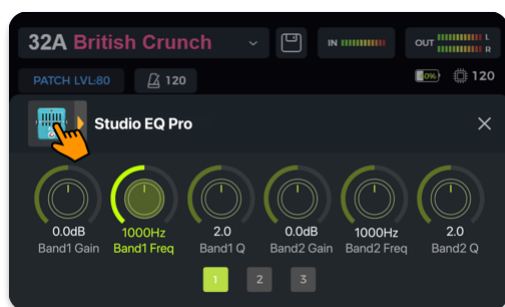 32A British Crunch
IN
OUT
L
R
PATCH LVL:80
120
0%
120
Studio EQ Pro
0.0dB 1000Hz 2.0 0.0dB 1000Hz 2.0
Band1 Gain Band1 Freq Band1 Q Band2 Gain Band2 Freq Band2 Q
1 2 3